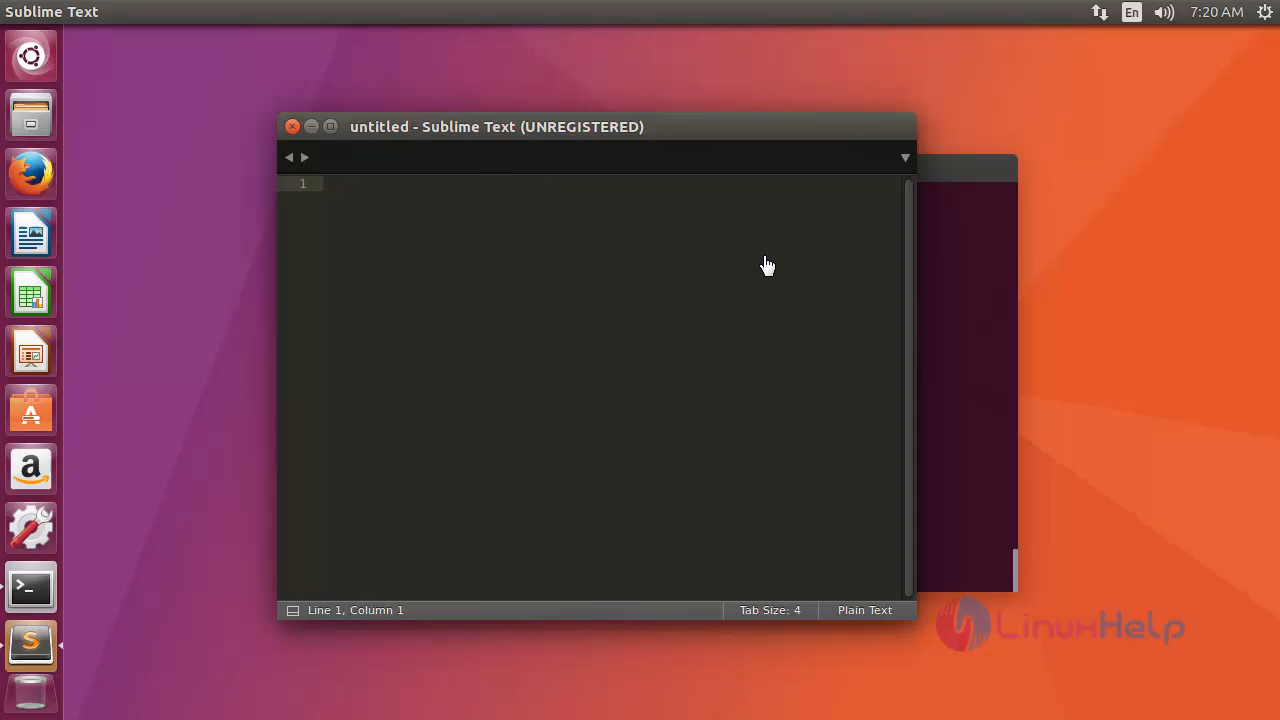 Sublime Text
En
7:20 AM
untitled - Sublime Text (UNREGISTERED)
1
Line 1, Column 1
Tab Size: 4
Plain Text
LinuxHelp